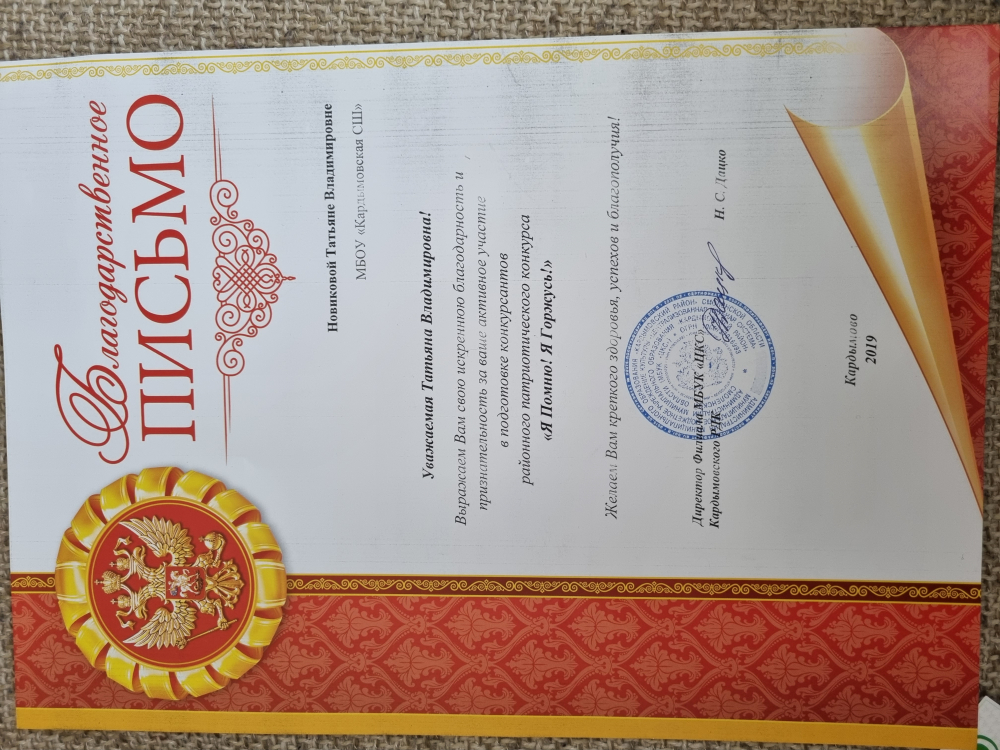 Благодарственное
ПИСЬМО
Новиковой Татьяне Владимировне
МБОУ «Кардымовская СШ»
Уважаемая Татьяна Владимировна!
Выражаем Вам свою искреннюю благодарность и
признательность за ваше активное участие
в подготовке конкурсантов
районного патриотического конкурса
«Я Помню! Я Горжусь!»
Желаем Вам крепкого здоровья, успехов и благополучия!
Директор Филиала МБУК «ЦКС»
Кардымовского РДК
Н. С. Дацко
Кардымово
2019